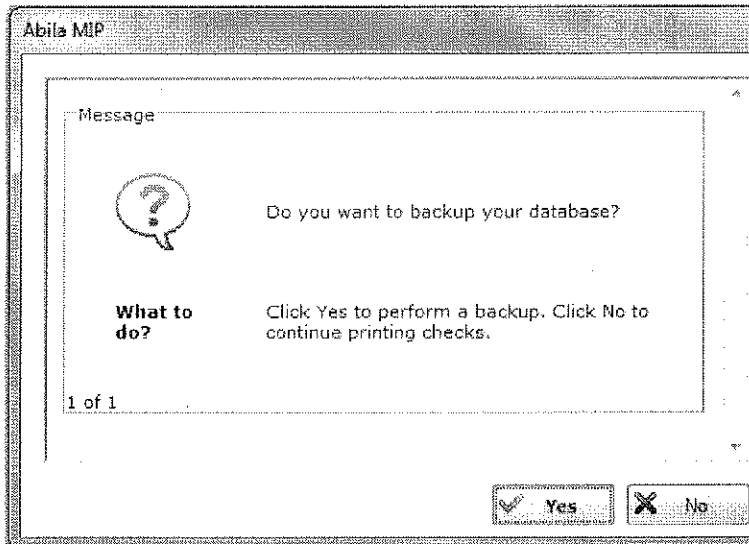 Abila MIP
Message
Do you want to backup your database?
What to
do?
Click Yes to perform a backup. Click No to
continue printing checks.
1 of 1
Yes
No